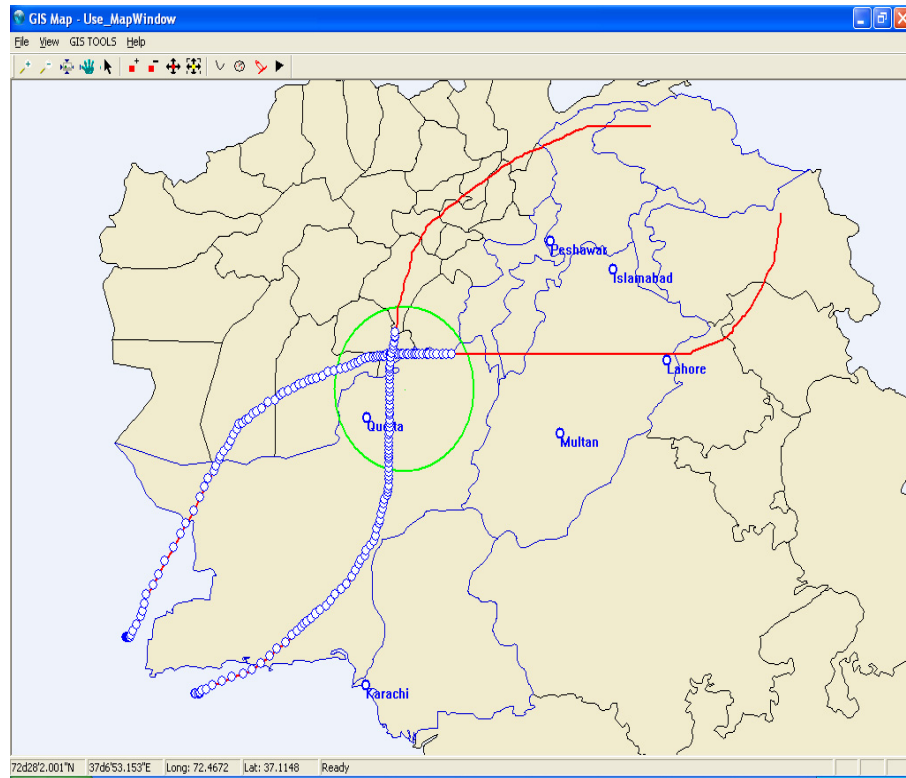 GIS Map - Use_MapWindow
File View GIS TOOLS Help
Peshawar
Islamabad
Lahore
Quetta
Multan
Karachi
72d28'2.001"N 37d6'53.153"E Long: 72.4672 Lat: 37.1148 Ready